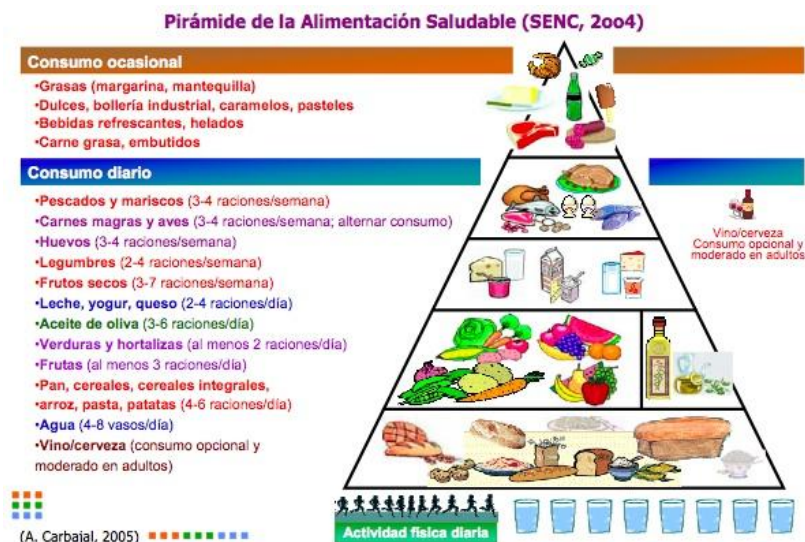 Pirámide de la Alimentación Saludable (SENC, 2oo4)
Consumo ocasional
•Grasas (margarina, mantequilla)
•Dulces, bollería industrial, caramelos, pasteles
•Bebidas refrescantes, helados
•Carne grasa, embutidos
Consumo diario
•Pescados y mariscos (3-4 raciones/semana)
•Carnes magras y aves (3-4 raciones/semana; alternar consumo)
•Huevos (3-4 raciones/semana)
•Legumbres (2-4 raciones/semana)
•Frutos secos (3-7 raciones/semana)
•Leche, yogur, queso (2-4 raciones/día)
•Aceite de oliva (3-6 raciones/día)
•Verduras y hortalizas (al menos 2 raciones/día)
•Frutas (al menos 3 raciones/día)
•Pan, cereales, cereales integrales,
•arroz, pasta, patatas (4-6 raciones/día)
•Agua (4-8 vasos/día)
•Vino/cerveza (consumo opcional y
moderado en adultos)
Vino/cerveza
Consumo opcional y
moderado en adultos
Actividad física diaria
(A. Carbajal, 2005)